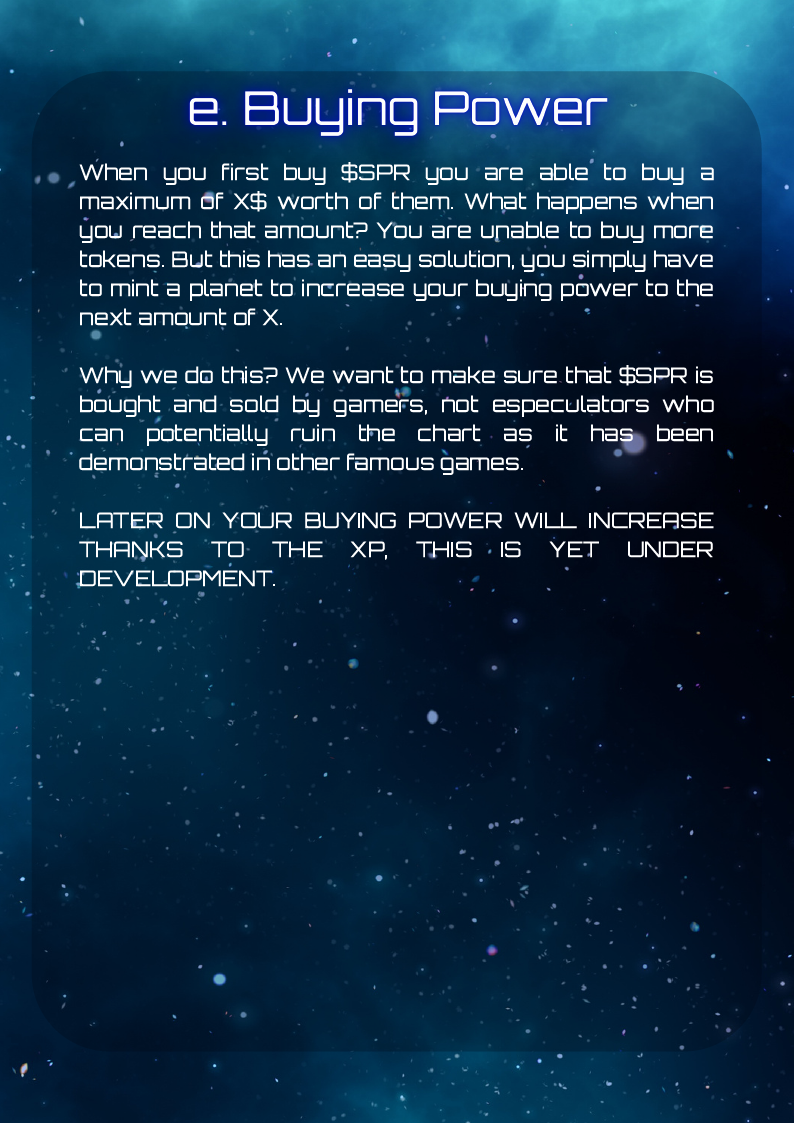 e. Buying Power
When you first buy $SPR you are able to buy a
maximum of X$ worth of them. What happens when
you reach that amount? You are unable to buy more
tokens. But this has an easy solution, you simply have
to mint a planet to increase your buying power to the
next amount of X.
Why we do this? We want to make sure that $SPR is
bought and sold by gamers, not especulators who
can potentially ruin the chart as it has been
demonstrated in other famous games.
LATER ON YOUR BUYING POWER WILL INCREASE
THANKS TO THE XP, THIS IS YET UNDER
DEVELOPMENT.